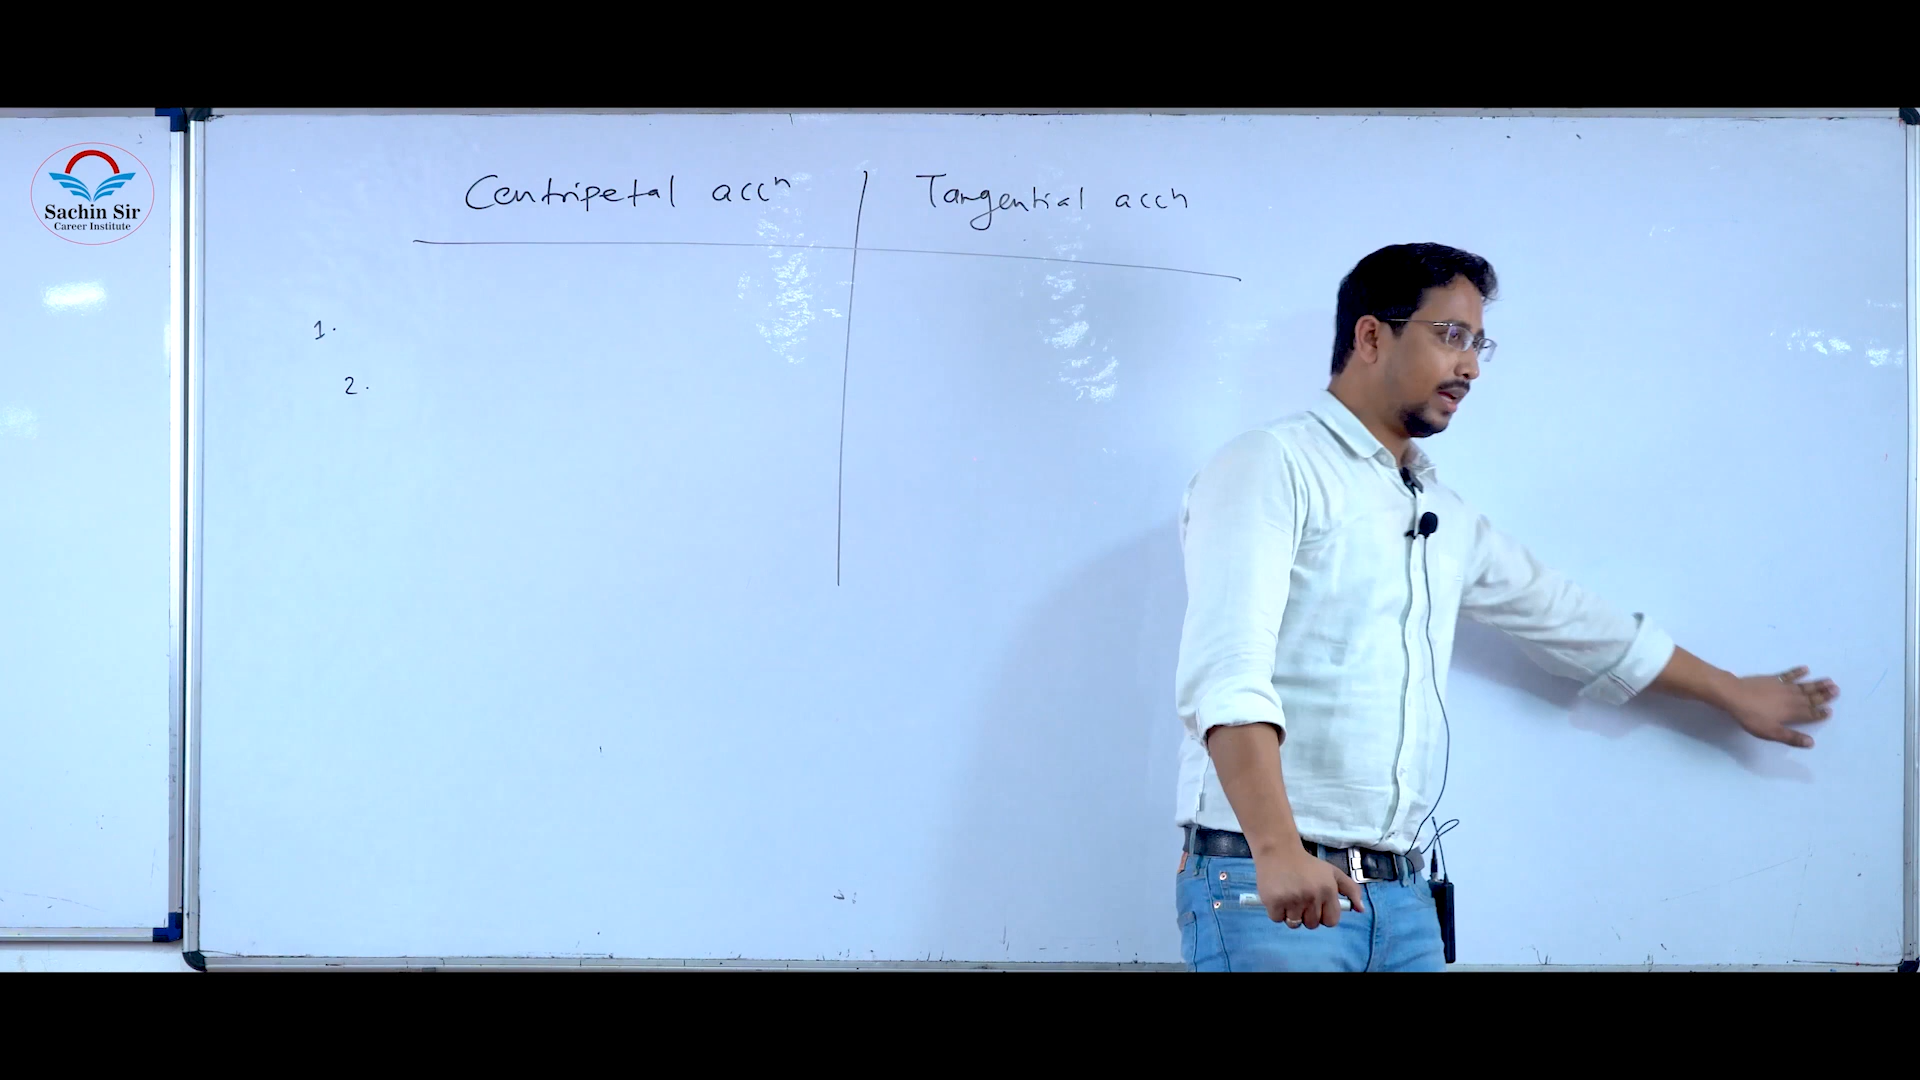 Sachin Sir
Career Institute
Centripetal accⁿ
Tangential accn
1.
2.